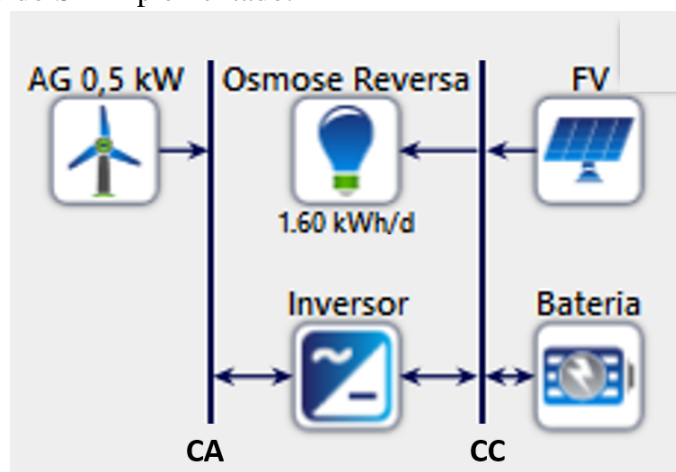 AG 0,5 kW
Osmose Reversa
FV
1.60 kWh/d
Inversor
Bateria
CA
CC